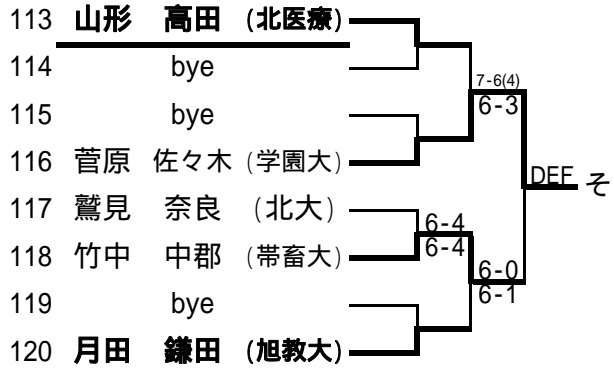 113 山形 高田 (北医療)
114 bye
7-6(4)
115 bye
6-3
116 菅原 佐々木 (学園大)
DEF そ
117 鷲見 奈良 (北大)
6-4
118 竹中 中郡 (帯畜大)
6-4
6-0
119 bye
6-1
120 月田 鎌田 (旭教大)